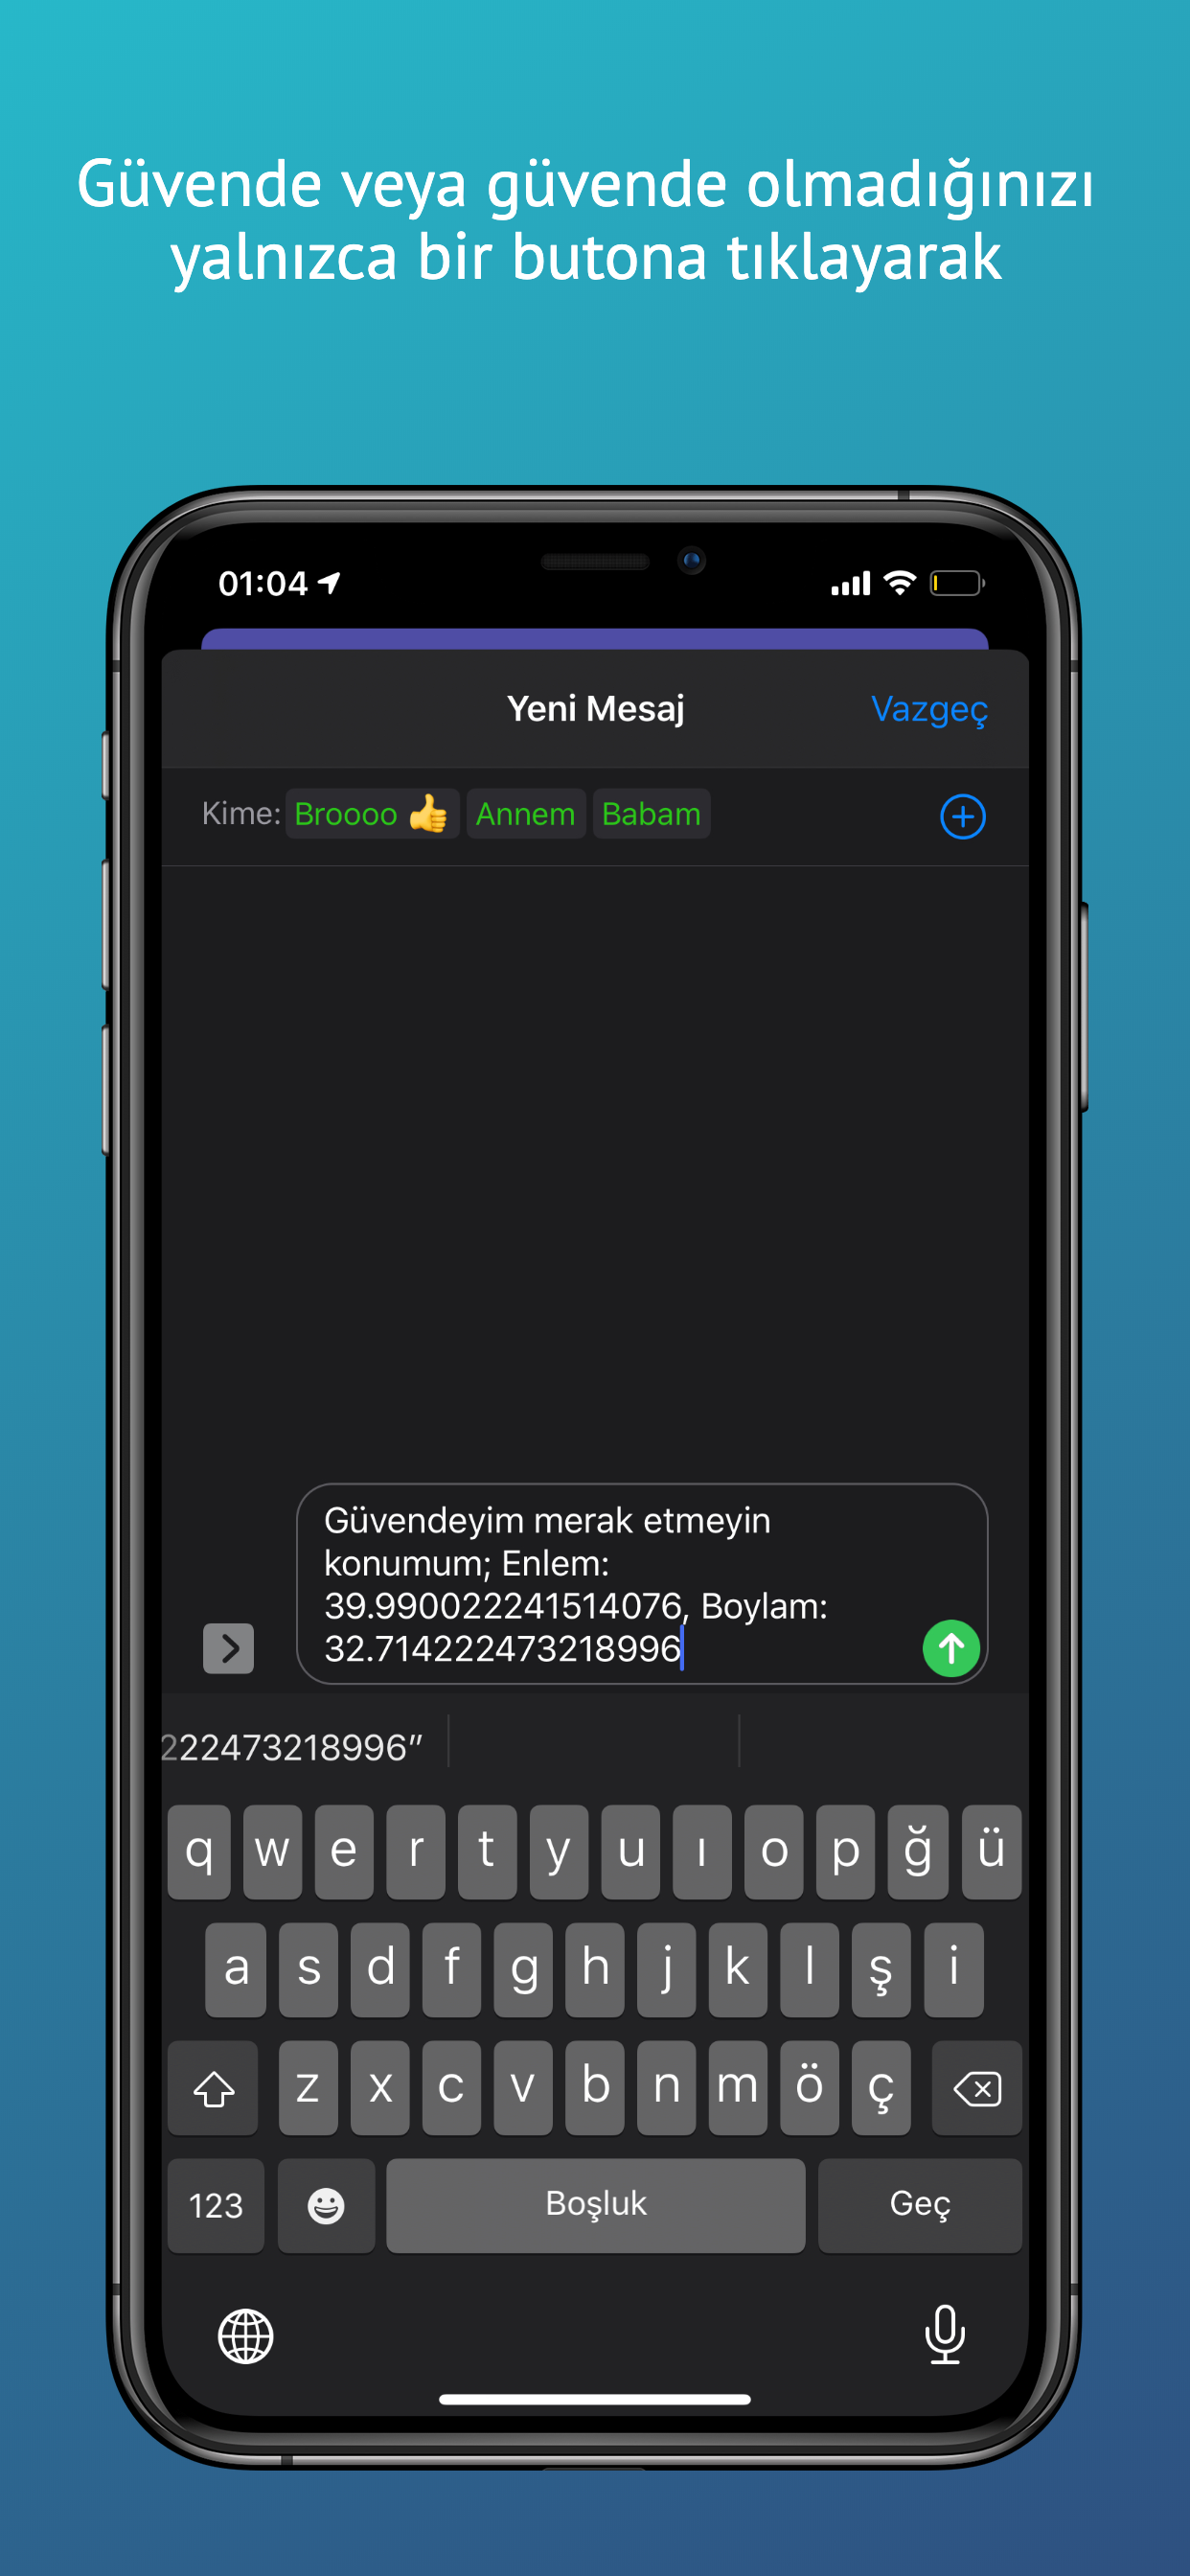 Güvende veya güvende olmadığınızı
yalnızca bir butona tıklayarak
01:04
Yeni Mesaj
Vazgeç
Kime: Broooo 👍 Annem Babam
Güvendeyim merak etmeyin
konumum; Enlem:
39.990022241514076, Boylam:
32.714222473218996
222473218996”
q w e r t y u ı o p ğ ü
a s d f g h j k l ş i
z x c v b n m ö ç
123 Boşluk Geç